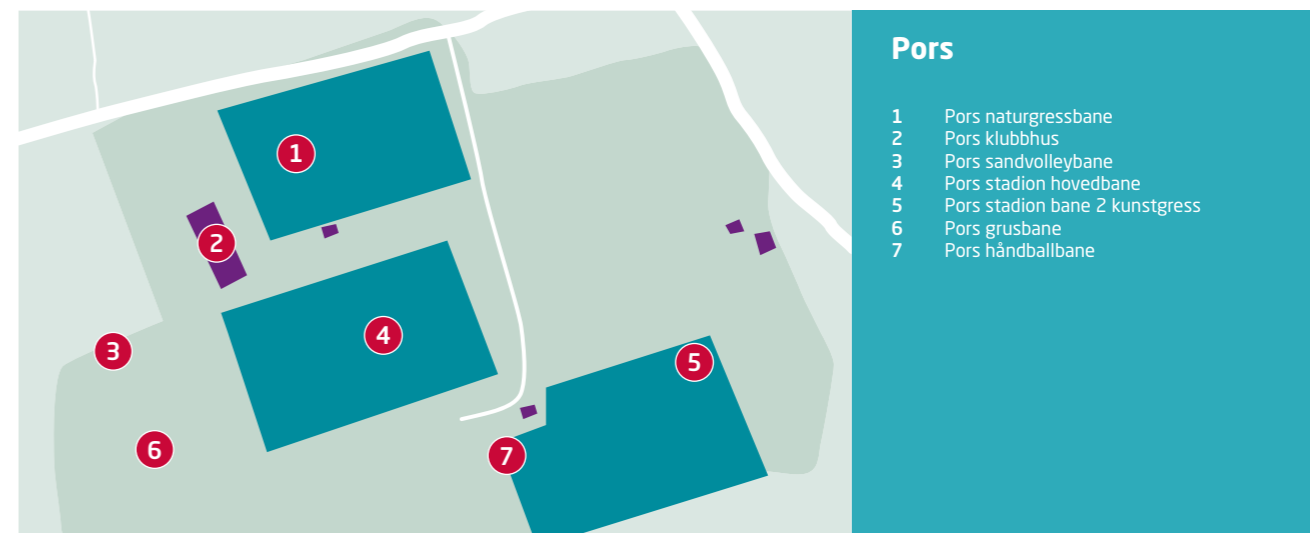 Pors
1 Pors naturgressbane
2 Pors klubbhus
3 Pors sandvolleybane
4 Pors stadion hovedbane
5 Pors stadion bane 2 kunstgress
6 Pors grusbane
7 Pors håndballbane
1
2
3
4
5
6
7